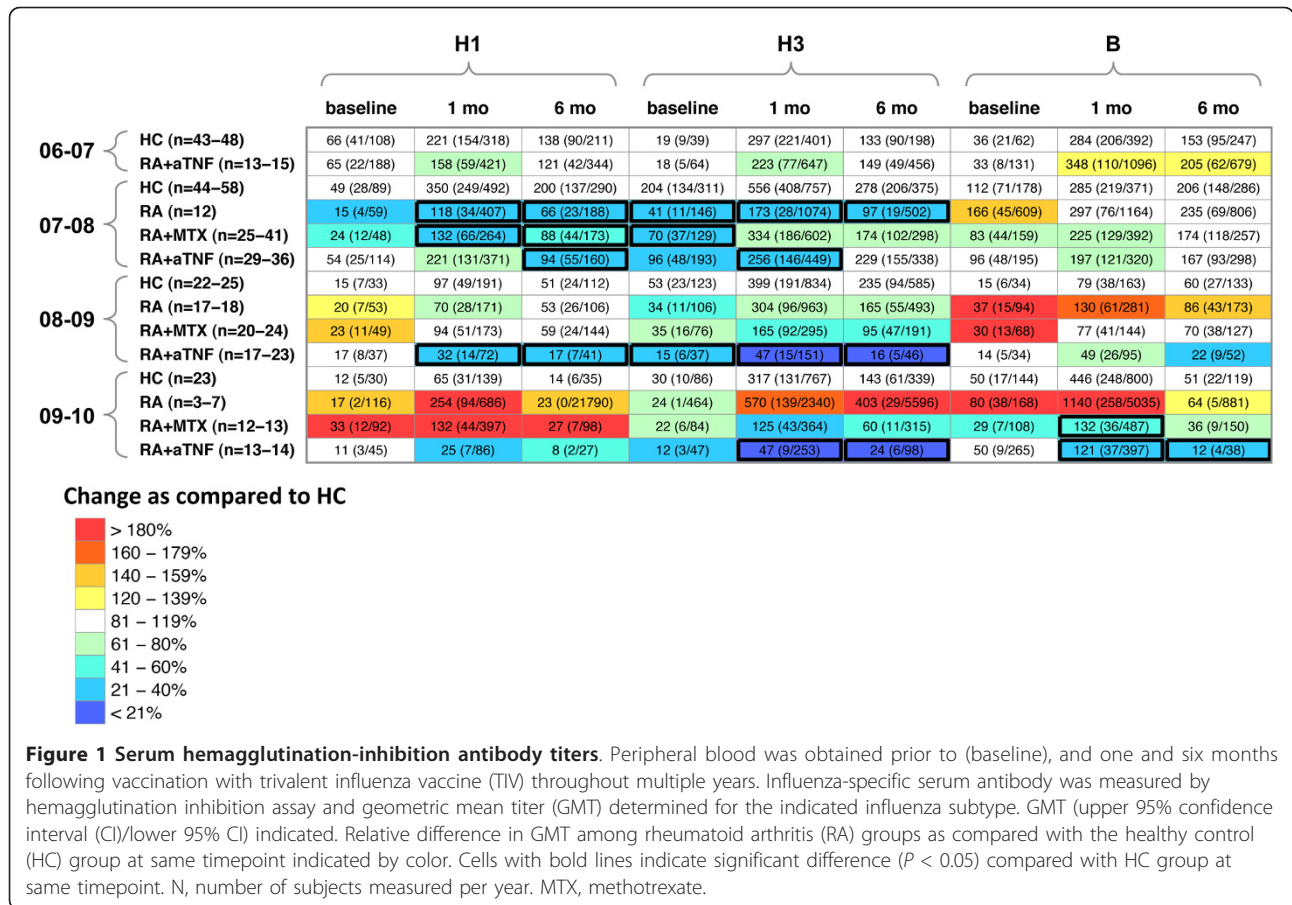 H1 H3 B
baseline 1 mo 6 mo baseline 1 mo 6 mo baseline 1 mo 6 mo
06-07
HC (n=43–48) 66 (41/108) 221 (154/318) 138 (90/211) 19 (9/39) 297 (221/401) 133 (90/198) 36 (21/62) 284 (206/392) 153 (95/247)
RA+aTNF (n=13–15) 65 (22/188) 158 (59/421) 121 (42/344) 18 (5/64) 223 (77/647) 149 (49/456) 33 (8/131) 348 (110/1096) 205 (62/679)
07-08
HC (n=44–58) 49 (28/89) 350 (249/492) 200 (137/290) 204 (134/311) 556 (408/757) 278 (206/375) 112 (71/178) 285 (219/371) 206 (148/286)
RA (n=12) 15 (4/59) 118 (34/407) 66 (23/188) 41 (11/146) 173 (28/1074) 97 (19/502) 166 (45/609) 297 (76/1164) 235 (69/806)
RA+MTX (n=25–41) 24 (12/48) 132 (66/264) 88 (44/173) 70 (37/129) 334 (186/602) 174 (102/298) 83 (44/159) 225 (129/392) 174 (118/257)
RA+aTNF (n=29–36) 54 (25/114) 221 (131/371) 94 (55/160) 96 (48/193) 256 (146/449) 229 (155/338) 96 (48/195) 197 (121/320) 167 (93/298)
08-09
HC (n=22–25) 15 (7/33) 97 (49/191) 51 (24/112) 53 (23/123) 399 (191/834) 235 (94/585) 15 (6/34) 79 (38/163) 60 (27/133)
RA (n=17–18) 20 (7/53) 70 (28/171) 53 (26/106) 34 (11/106) 304 (96/963) 165 (55/493) 37 (15/94) 130 (61/281) 86 (43/173)
RA+MTX (n=20–24) 23 (11/49) 94 (51/173) 59 (24/144) 35 (16/76) 165 (92/295) 95 (47/191) 30 (13/68) 77 (41/144) 70 (38/127)
RA+aTNF (n=17–23) 17 (8/37) 32 (14/72) 17 (7/41) 15 (6/37) 47 (15/151) 16 (5/46) 14 (5/34) 49 (26/95) 22 (9/52)
09-10
HC (n=23) 12 (5/30) 65 (31/139) 14 (6/35) 30 (10/86) 317 (131/767) 143 (61/339) 50 (17/144) 446 (248/800) 51 (22/119)
RA (n=3–7) 17 (2/116) 254 (94/686) 23 (0/21790) 24 (1/464) 570 (139/2340) 403 (29/5596) 80 (38/168) 1140 (258/5035) 64 (5/881)
RA+MTX (n=12–13) 33 (12/92) 132 (44/397) 27 (7/98) 22 (6/84) 125 (43/364) 60 (11/315) 29 (7/108) 132 (36/487) 36 (9/150)
RA+aTNF (n=13–14) 11 (3/45) 25 (7/86) 8 (2/27) 12 (3/47) 47 (9/253) 24 (6/98) 50 (9/265) 121 (37/397) 12 (4/38)
Change as compared to HC
> 180%
160 – 179%
140 – 159%
120 – 139%
81 – 119%
61 – 80%
41 – 60%
21 – 40%
< 21%
Figure 1 Serum hemagglutination-inhibition antibody titers. Peripheral blood was obtained prior to (baseline), and one and six months
following vaccination with trivalent influenza vaccine (TIV) throughout multiple years. Influenza-specific serum antibody was measured by
hemagglutination inhibition assay and geometric mean titer (GMT) determined for the indicated influenza subtype. GMT (upper 95% confidence
interval (CI)/lower 95% CI) indicated. Relative difference in GMT among rheumatoid arthritis (RA) groups as compared with the healthy control
(HC) group at same timepoint indicated by color. Cells with bold lines indicate significant difference (P < 0.05) compared with HC group at
same timepoint. N, number of subjects measured per year. MTX, methotrexate.